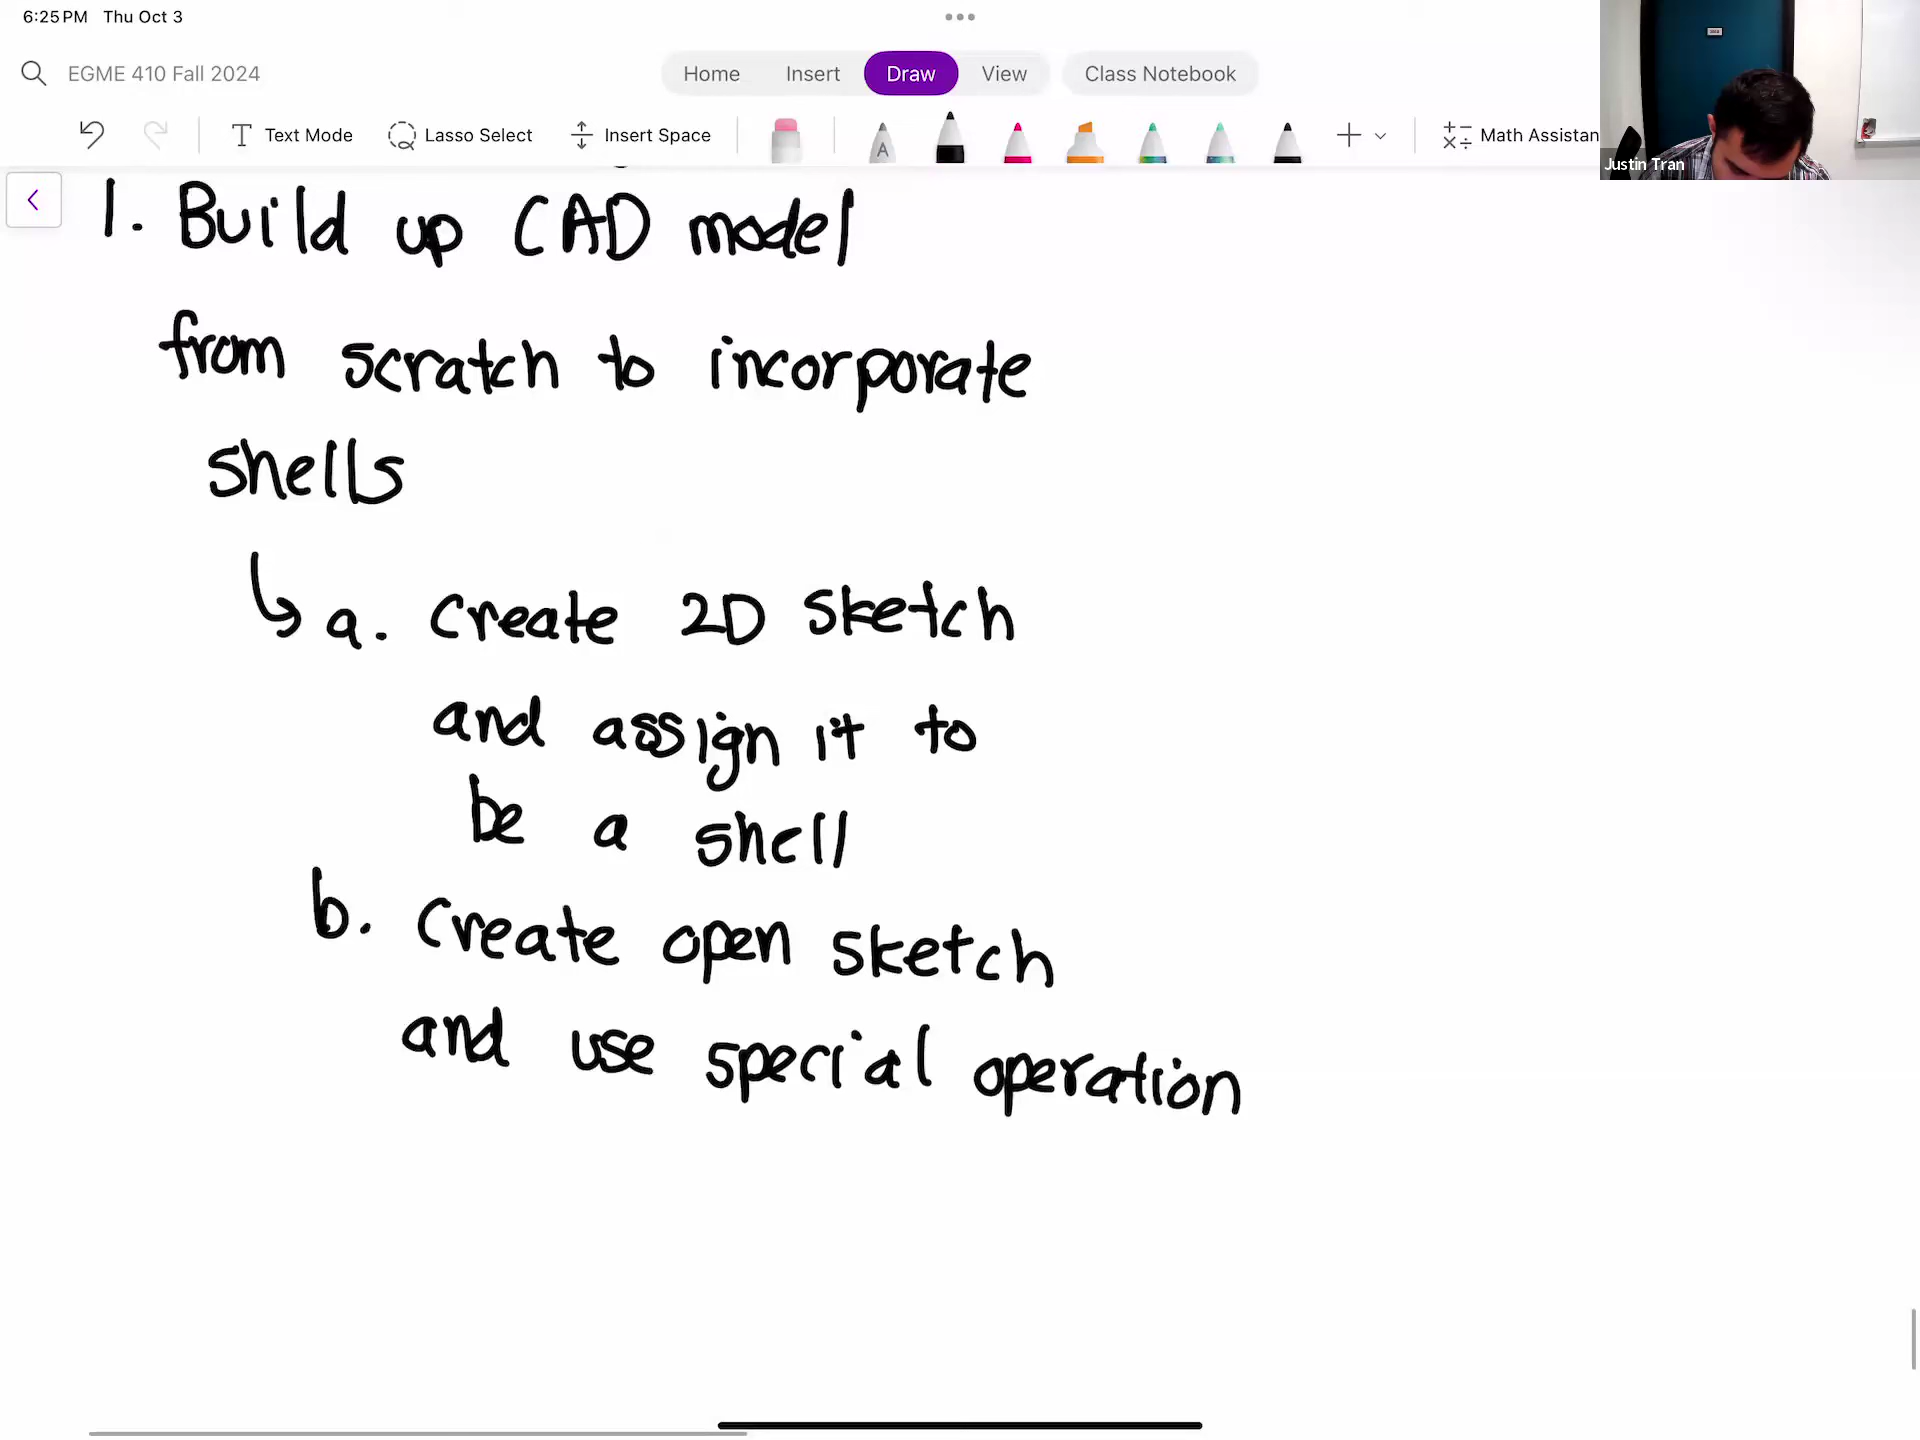 6:25 PM Thu Oct 3
EGME 410 Fall 2024
Home Insert Draw View Class Notebook
Text Mode Lasso Select Insert Space A Math Assistan
Justin Tran
1. Build up CAD model
from scratch to incorporate
shells
a. Create 2D sketch
and assign it to
be a shell
b. Create open sketch
and use special operation